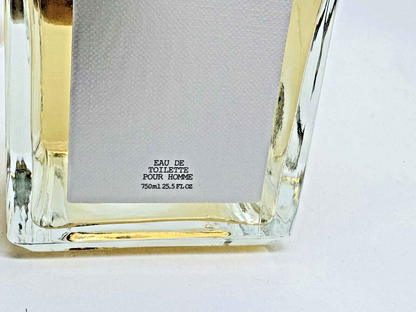 EAU DE
TOILETTE
POUR HOMME
750ml 25.5 FL OZ